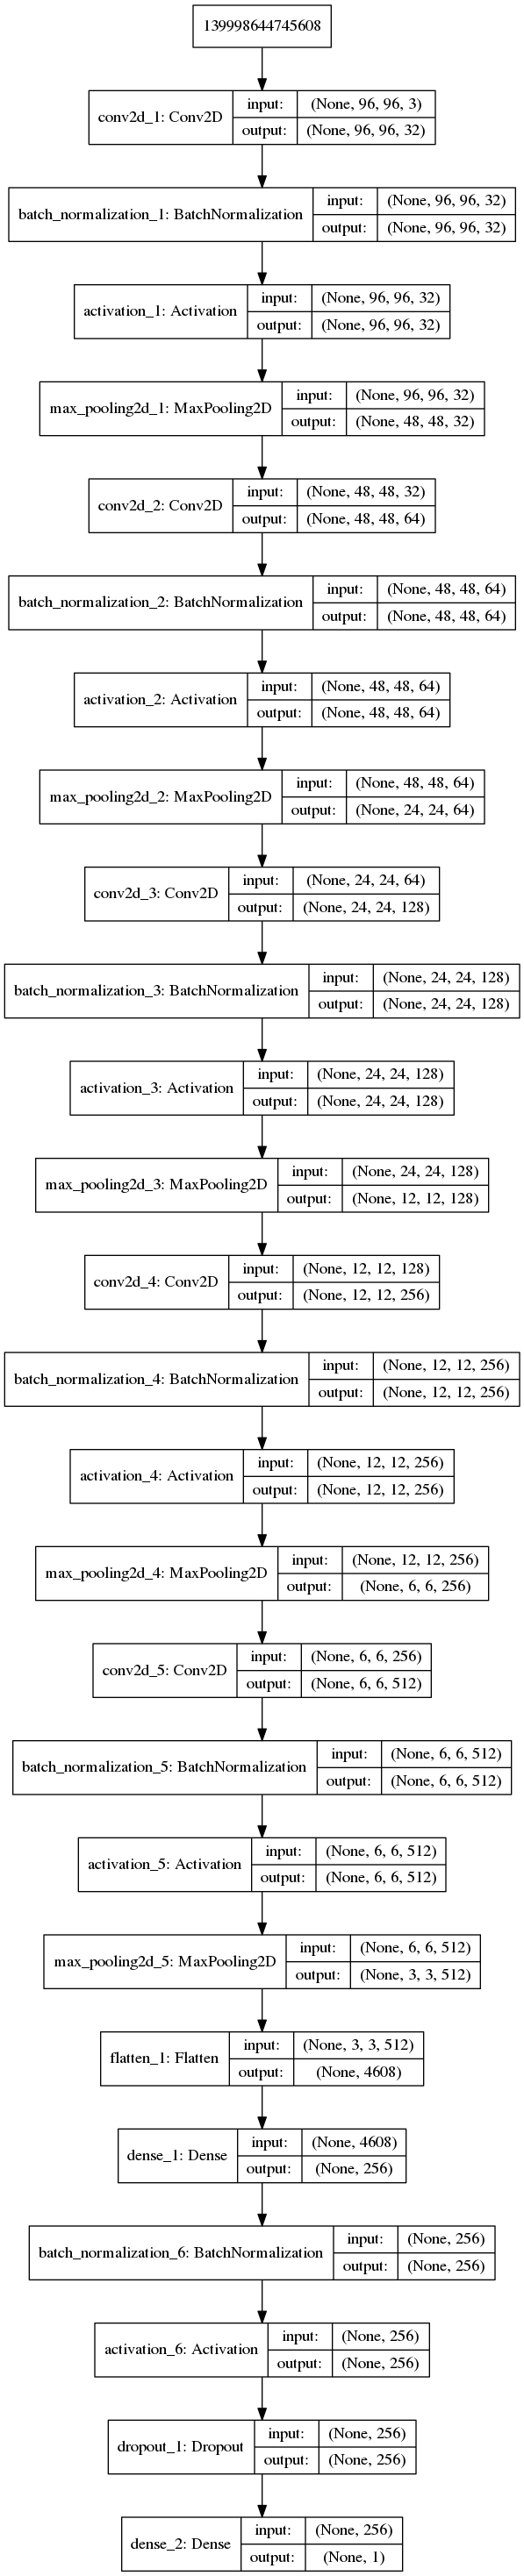 139998644745608
conv2d_1: Conv2D input: (None, 96, 96, 3)
output: (None, 96, 96, 32)
batch_normalization_1: BatchNormalization input: (None, 96, 96, 32)
output: (None, 96, 96, 32)
activation_1: Activation input: (None, 96, 96, 32)
output: (None, 96, 96, 32)
max_pooling2d_1: MaxPooling2D input: (None, 96, 96, 32)
output: (None, 48, 48, 32)
conv2d_2: Conv2D input: (None, 48, 48, 32)
output: (None, 48, 48, 64)
batch_normalization_2: BatchNormalization input: (None, 48, 48, 64)
output: (None, 48, 48, 64)
activation_2: Activation input: (None, 48, 48, 64)
output: (None, 48, 48, 64)
max_pooling2d_2: MaxPooling2D input: (None, 48, 48, 64)
output: (None, 24, 24, 64)
conv2d_3: Conv2D input: (None, 24, 24, 64)
output: (None, 24, 24, 128)
batch_normalization_3: BatchNormalization input: (None, 24, 24, 128)
output: (None, 24, 24, 128)
activation_3: Activation input: (None, 24, 24, 128)
output: (None, 24, 24, 128)
max_pooling2d_3: MaxPooling2D input: (None, 24, 24, 128)
output: (None, 12, 12, 128)
conv2d_4: Conv2D input: (None, 12, 12, 128)
output: (None, 12, 12, 256)
batch_normalization_4: BatchNormalization input: (None, 12, 12, 256)
output: (None, 12, 12, 256)
activation_4: Activation input: (None, 12, 12, 256)
output: (None, 12, 12, 256)
max_pooling2d_4: MaxPooling2D input: (None, 12, 12, 256)
output: (None, 6, 6, 256)
conv2d_5: Conv2D input: (None, 6, 6, 256)
output: (None, 6, 6, 512)
batch_normalization_5: BatchNormalization input: (None, 6, 6, 512)
output: (None, 6, 6, 512)
activation_5: Activation input: (None, 6, 6, 512)
output: (None, 6, 6, 512)
max_pooling2d_5: MaxPooling2D input: (None, 6, 6, 512)
output: (None, 3, 3, 512)
flatten_1: Flatten input: (None, 3, 3, 512)
output: (None, 4608)
dense_1: Dense input: (None, 4608)
output: (None, 256)
batch_normalization_6: BatchNormalization input: (None, 256)
output: (None, 256)
activation_6: Activation input: (None, 256)
output: (None, 256)
dropout_1: Dropout input: (None, 256)
output: (None, 256)
dense_2: Dense input: (None, 256)
output: (None, 1)